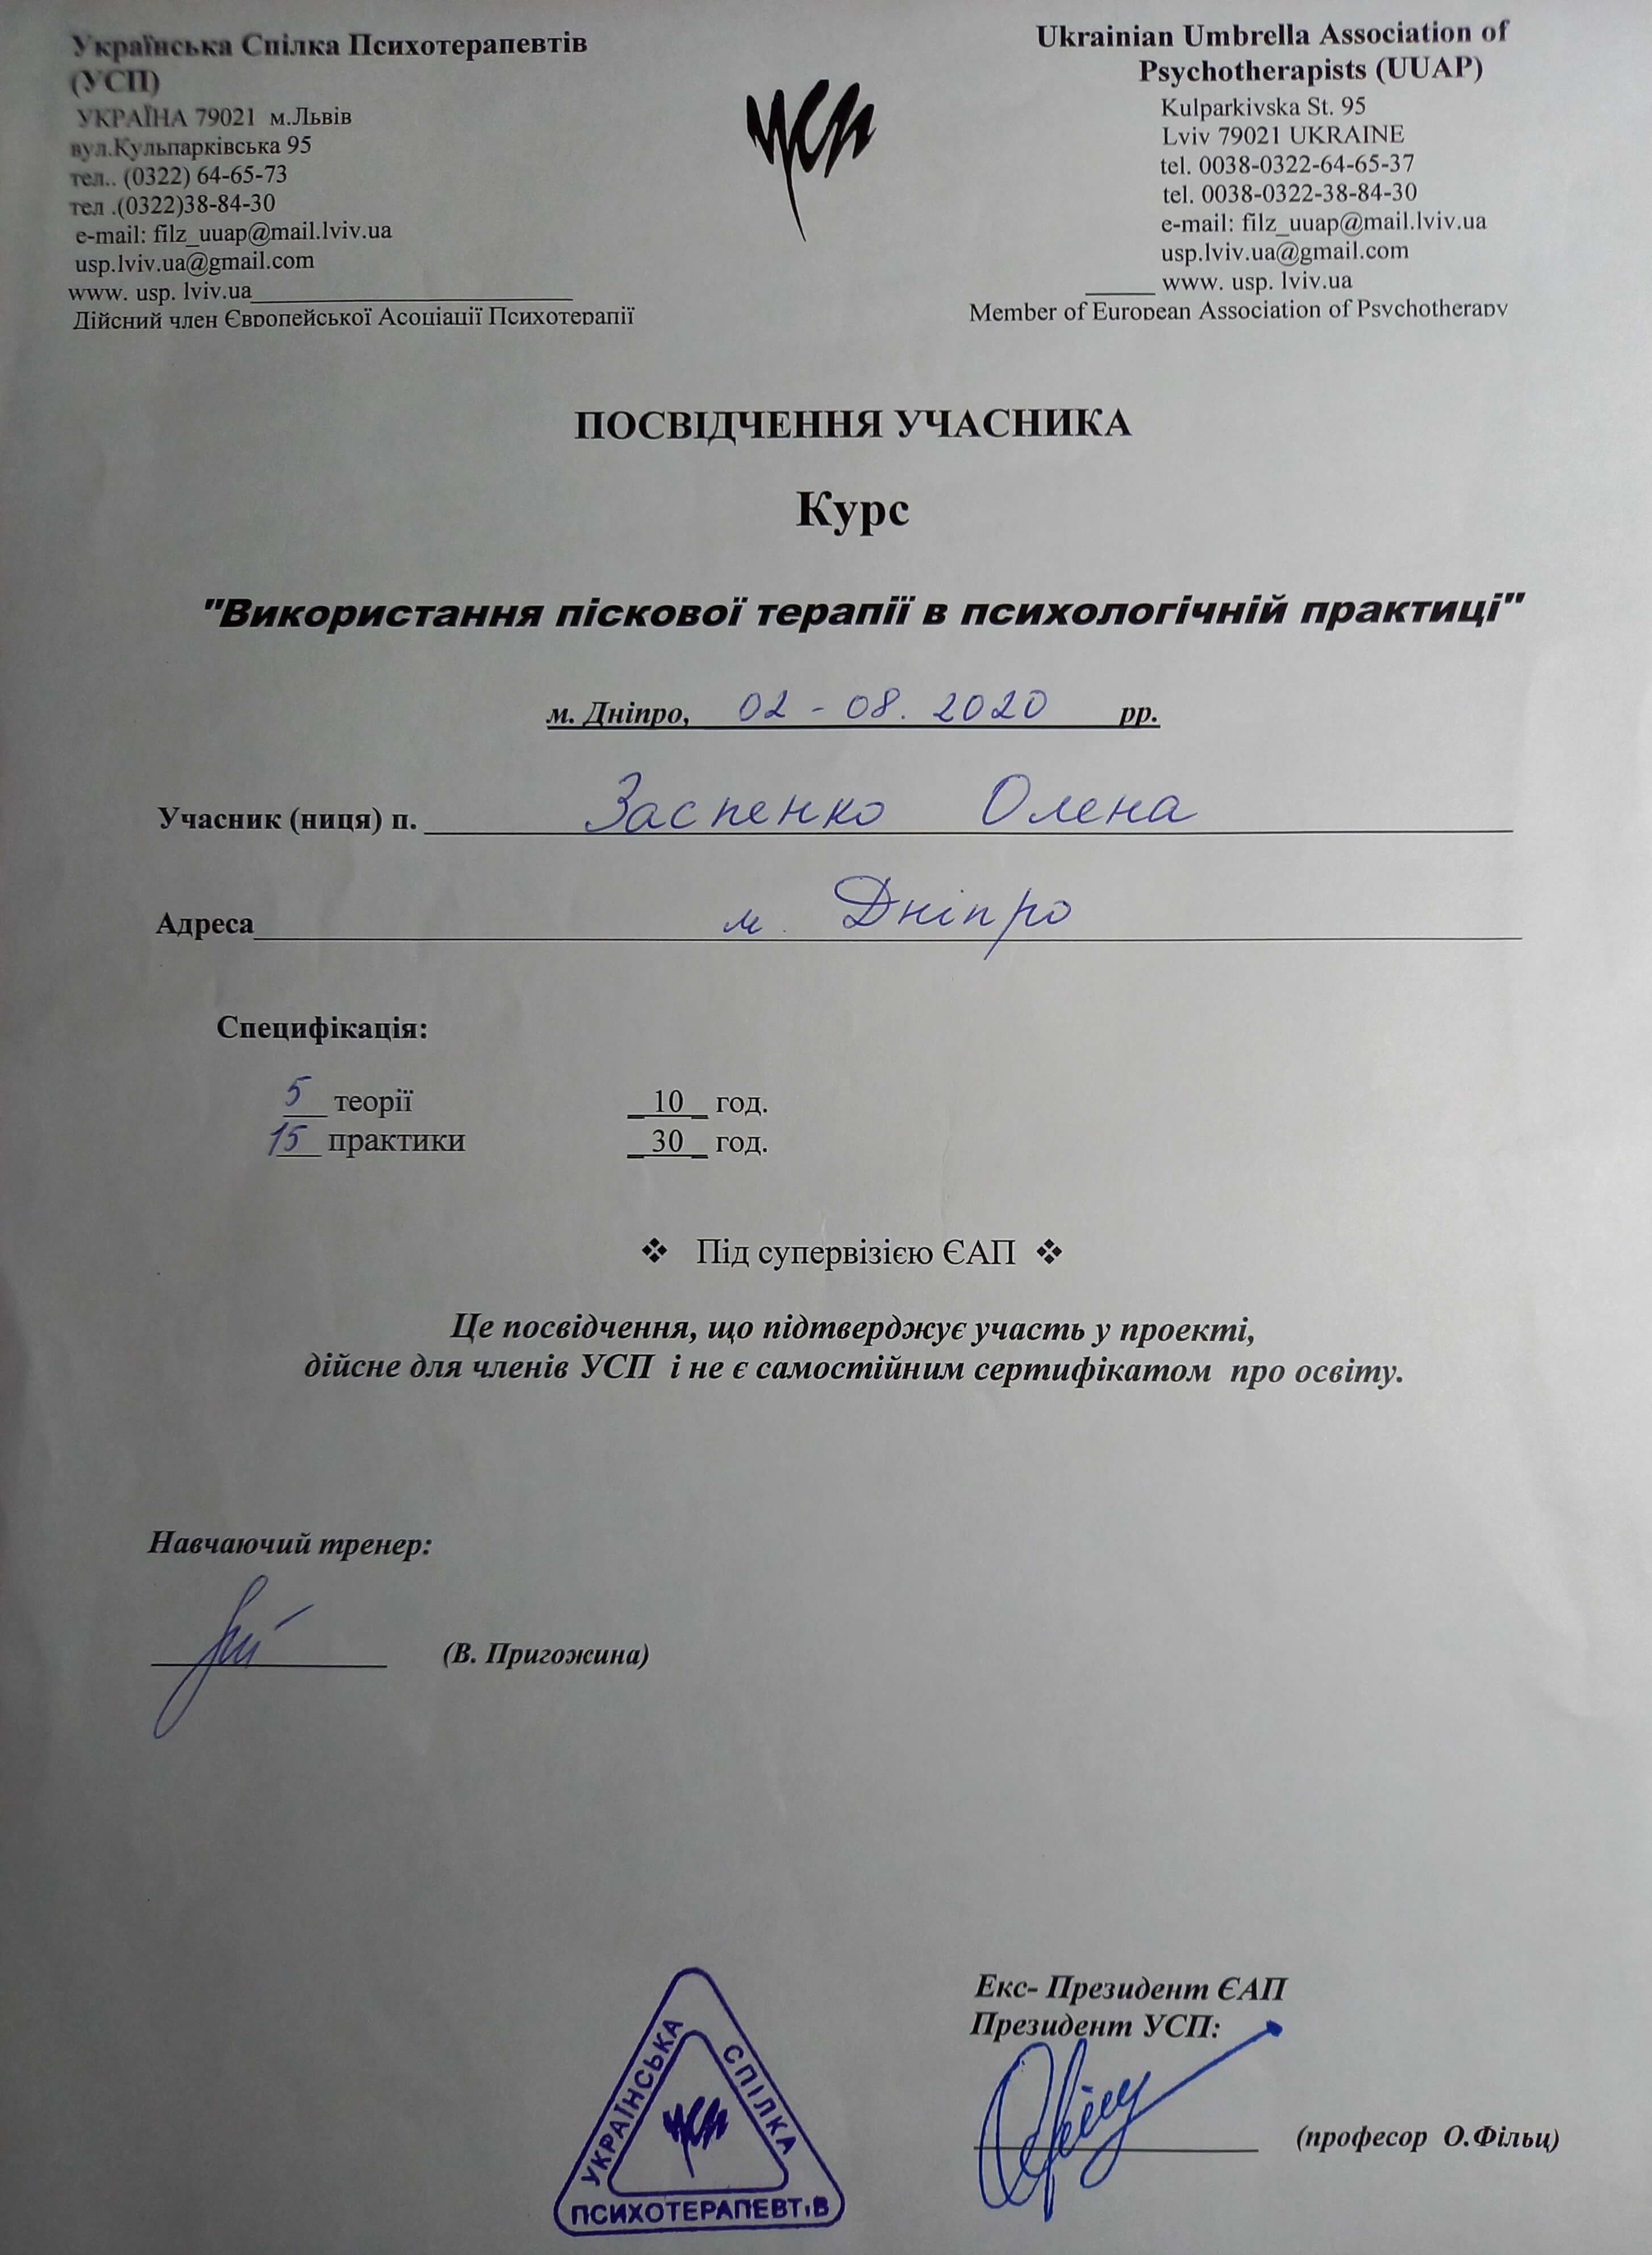 Українська Спілка Психотерапевтів
(УСП)
УКРАЇНА 79021 м.Львів
вул.Кульпарківська 95
тел.. (0322) 64-65-73
тел .(0322)38-84-30
e-mail: filz_uuap@mail.lviv.ua
usp.lviv.ua@gmail.com
www. usp. lviv.ua
Дійсний член Європейської Асоціації Психотерапії
усп
Ukrainian Umbrella Association of
Psychotherapists (UUAP)
Kulparkivska St. 95
Lviv 79021 UKRAINE
tel. 0038-0322-64-65-37
tel. 0038-0322-38-84-30
e-mail: filz_uuap@mail.lviv.ua
usp.lviv.ua@gmail.com
www. usp. lviv.ua
Member of European Association of Psychotherapy
ПОСВІДЧЕННЯ УЧАСНИКА
Курс
"Використання піскової терапії в психологічній практиці"
м. Дніпро, 02 - 08. 2020 рр.
Учасник (ниця) п. Заспенко Олена
Адреса м. Дніпро
Специфікація:
5 теорії 10 год.
15 практики 30 год.
❖ Під супервізією ЄАП ❖
Це посвідчення, що підтверджує участь у проекті,
дійсне для членів УСП і не є самостійним сертифікатом про освіту.
Навчаючий тренер:
(В. Пригожина)
Екс- Президент ЄАП
Президент УСП:
(професор О.Фільц)
УКРАЇНСЬКА СПІЛКА
усп
ПСИХОТЕРАПЕВТІВ